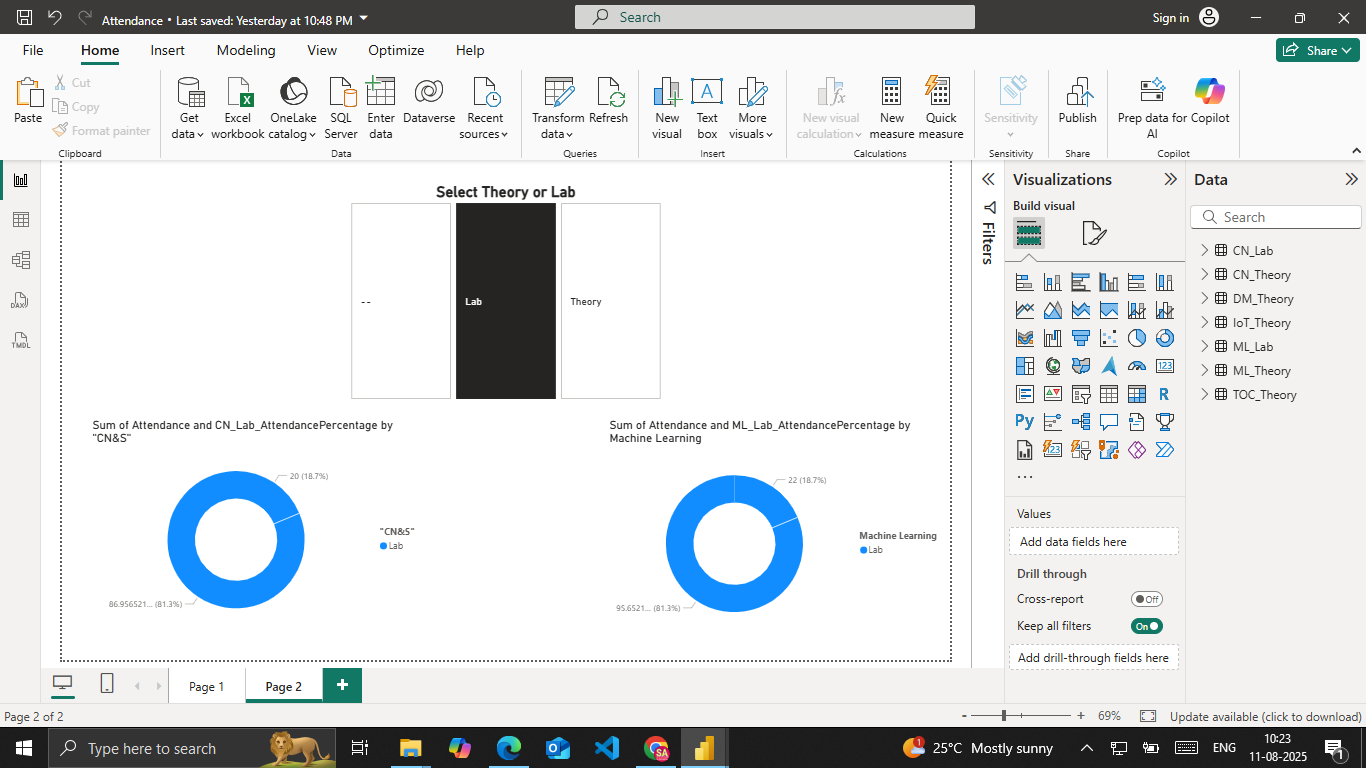 Attendance • Last saved: Yesterday at 10:48 PM
Search
Sign in
File Home Insert Modeling View Optimize Help
Share
Paste
Cut
Copy
Format painter
Clipboard
Get data
Excel workbook
OneLake catalog
SQL Server
Enter data
Dataverse
Recent sources
Data
Transform data
Refresh
Queries
New visual
Text box
More visuals
Insert
New visual calculation
New measure
Quick measure
Calculations
Sensitivity
Sensitivity
Publish
Share
Prep data for AI
Copilot
Copilot
Select Theory or Lab
--
Lab
Theory
Sum of Attendance and CN_Lab_AttendancePercentage by
"CN&S"
20 (18.7%)
86.956521... (81.3%)
"CN&S"
Lab
Sum of Attendance and ML_Lab_AttendancePercentage by
Machine Learning
22 (18.7%)
95.6521... (81.3%)
Machine Learning
Lab
Filters
Visualizations
Build visual
123
R
Py
123
Values
Add data fields here
Drill through
Cross-report
Off
Keep all filters
On
Add drill-through fields here
Data
Search
CN_Lab
CN_Theory
DM_Theory
IoT_Theory
ML_Lab
ML_Theory
TOC_Theory
DAX
TMDL
Page 1
Page 2
+
Page 2 of 2
- + 69%
Update available (click to download)
Type here to search
SA
1
25°C Mostly sunny
ENG
10:23
11-08-2025
1